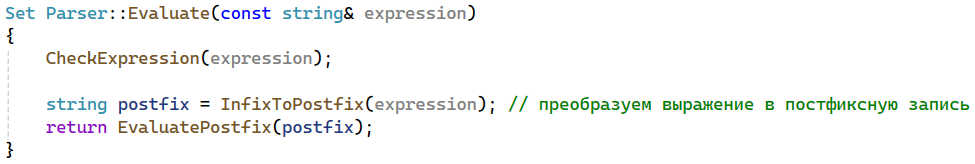 Set Parser::Evaluate(const string& expression)
{
    CheckExpression(expression);

    string postfix = InfixToPostfix(expression); // преобразуем выражение в постфиксную запись
    return EvaluatePostfix(postfix);
}